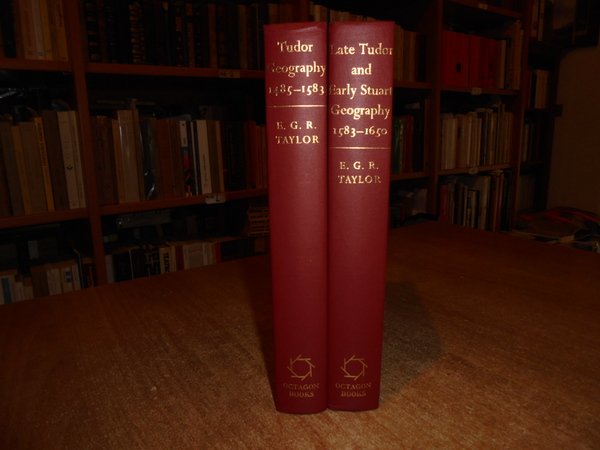 Tudor
Geography
1485–1583
E. G. R.
TAYLOR
OCTAGON
BOOKS
Late Tudor
and
Early Stuart
Geography
1583–1650
E. G. R.
TAYLOR
OCTAGON
BOOKS